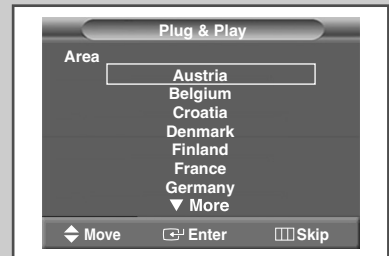 Plug & Play
Area
Austria
Belgium
Croatia
Denmark
Finland
France
Germany
▼ More
Move Enter Skip